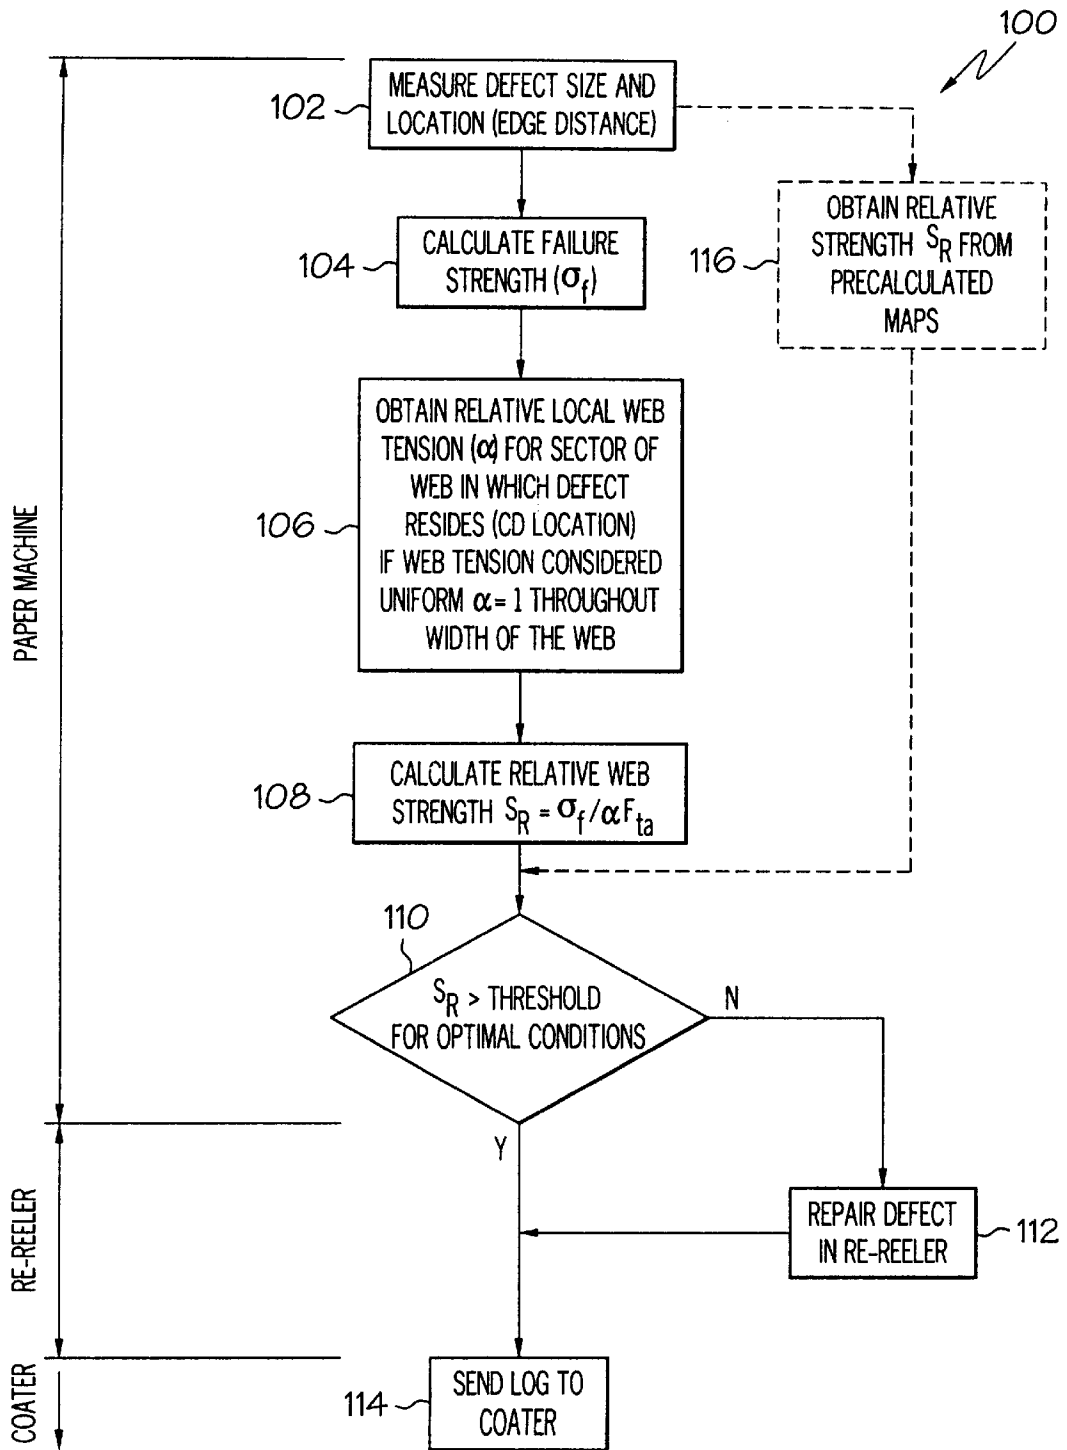 100
MEASURE DEFECT SIZE AND
LOCATION (EDGE DISTANCE)
102
OBTAIN RELATIVE
STRENGTH S_R FROM
PRECALCULATED
MAPS
116
CALCULATE FAILURE
STRENGTH (σ_f)
104
OBTAIN RELATIVE LOCAL WEB
TENSION (α) FOR SECTOR OF
WEB IN WHICH DEFECT
RESIDES (CD LOCATION)
IF WEB TENSION CONSIDERED
UNIFORM α = 1 THROUGHOUT
WIDTH OF THE WEB
106
PAPER MACHINE
CALCULATE RELATIVE WEB
STRENGTH S_R = σ_f / α F_ta
108
110
S_R > THRESHOLD
FOR OPTIMAL CONDITIONS
N
Y
RE-REELER
REPAIR DEFECT
IN RE-REELER
112
COATER
SEND LOG TO
COATER
114